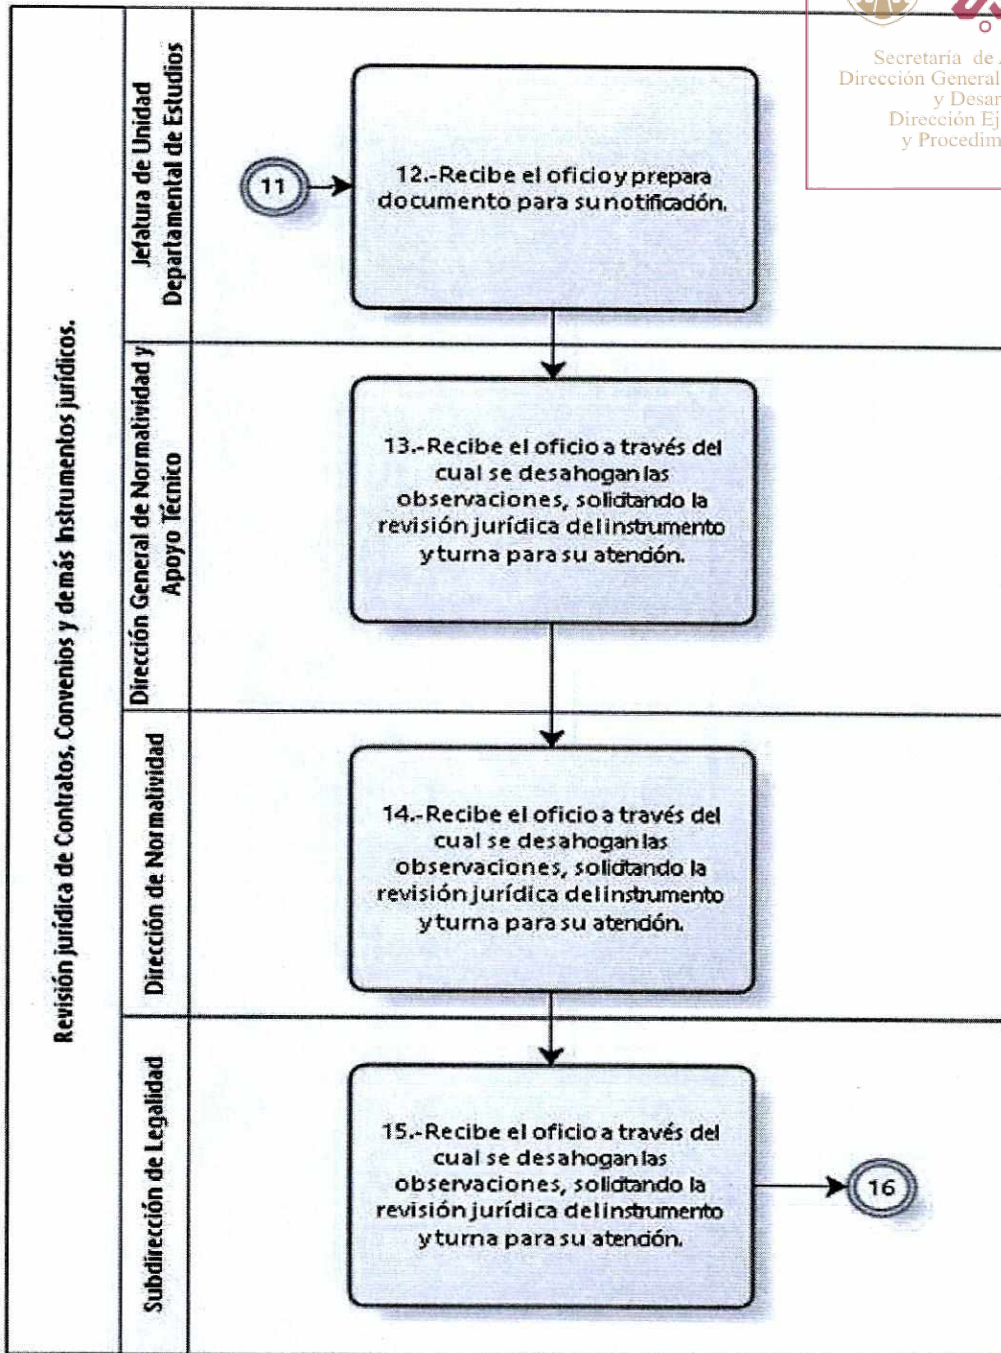 Secretaría de
Dirección General
y Desar
Dirección Ej
y Procedim
Revisión jurídica de Contratos, Convenios y demás instrumentos jurídicos.
Jefatura de Unidad
Departamental de Estudios
11
12.-Recibe el oficio y prepara
documento para su notificación.
Dirección General de Normatividad y
Apoyo Técnico
13.-Recibe el oficio a través del
cual se desahogan las
observaciones, solicitando la
revisión jurídica del instrumento
y turna para su atención.
Dirección de Normatividad
14.-Recibe el oficio a través del
cual se desahogan las
observaciones, solicitando la
revisión jurídica del instrumento
y turna para su atención.
Subdirección de Legalidad
15.-Recibe el oficio a través del
cual se desahogan las
observaciones, solicitando la
revisión jurídica del instrumento
y turna para su atención.
16